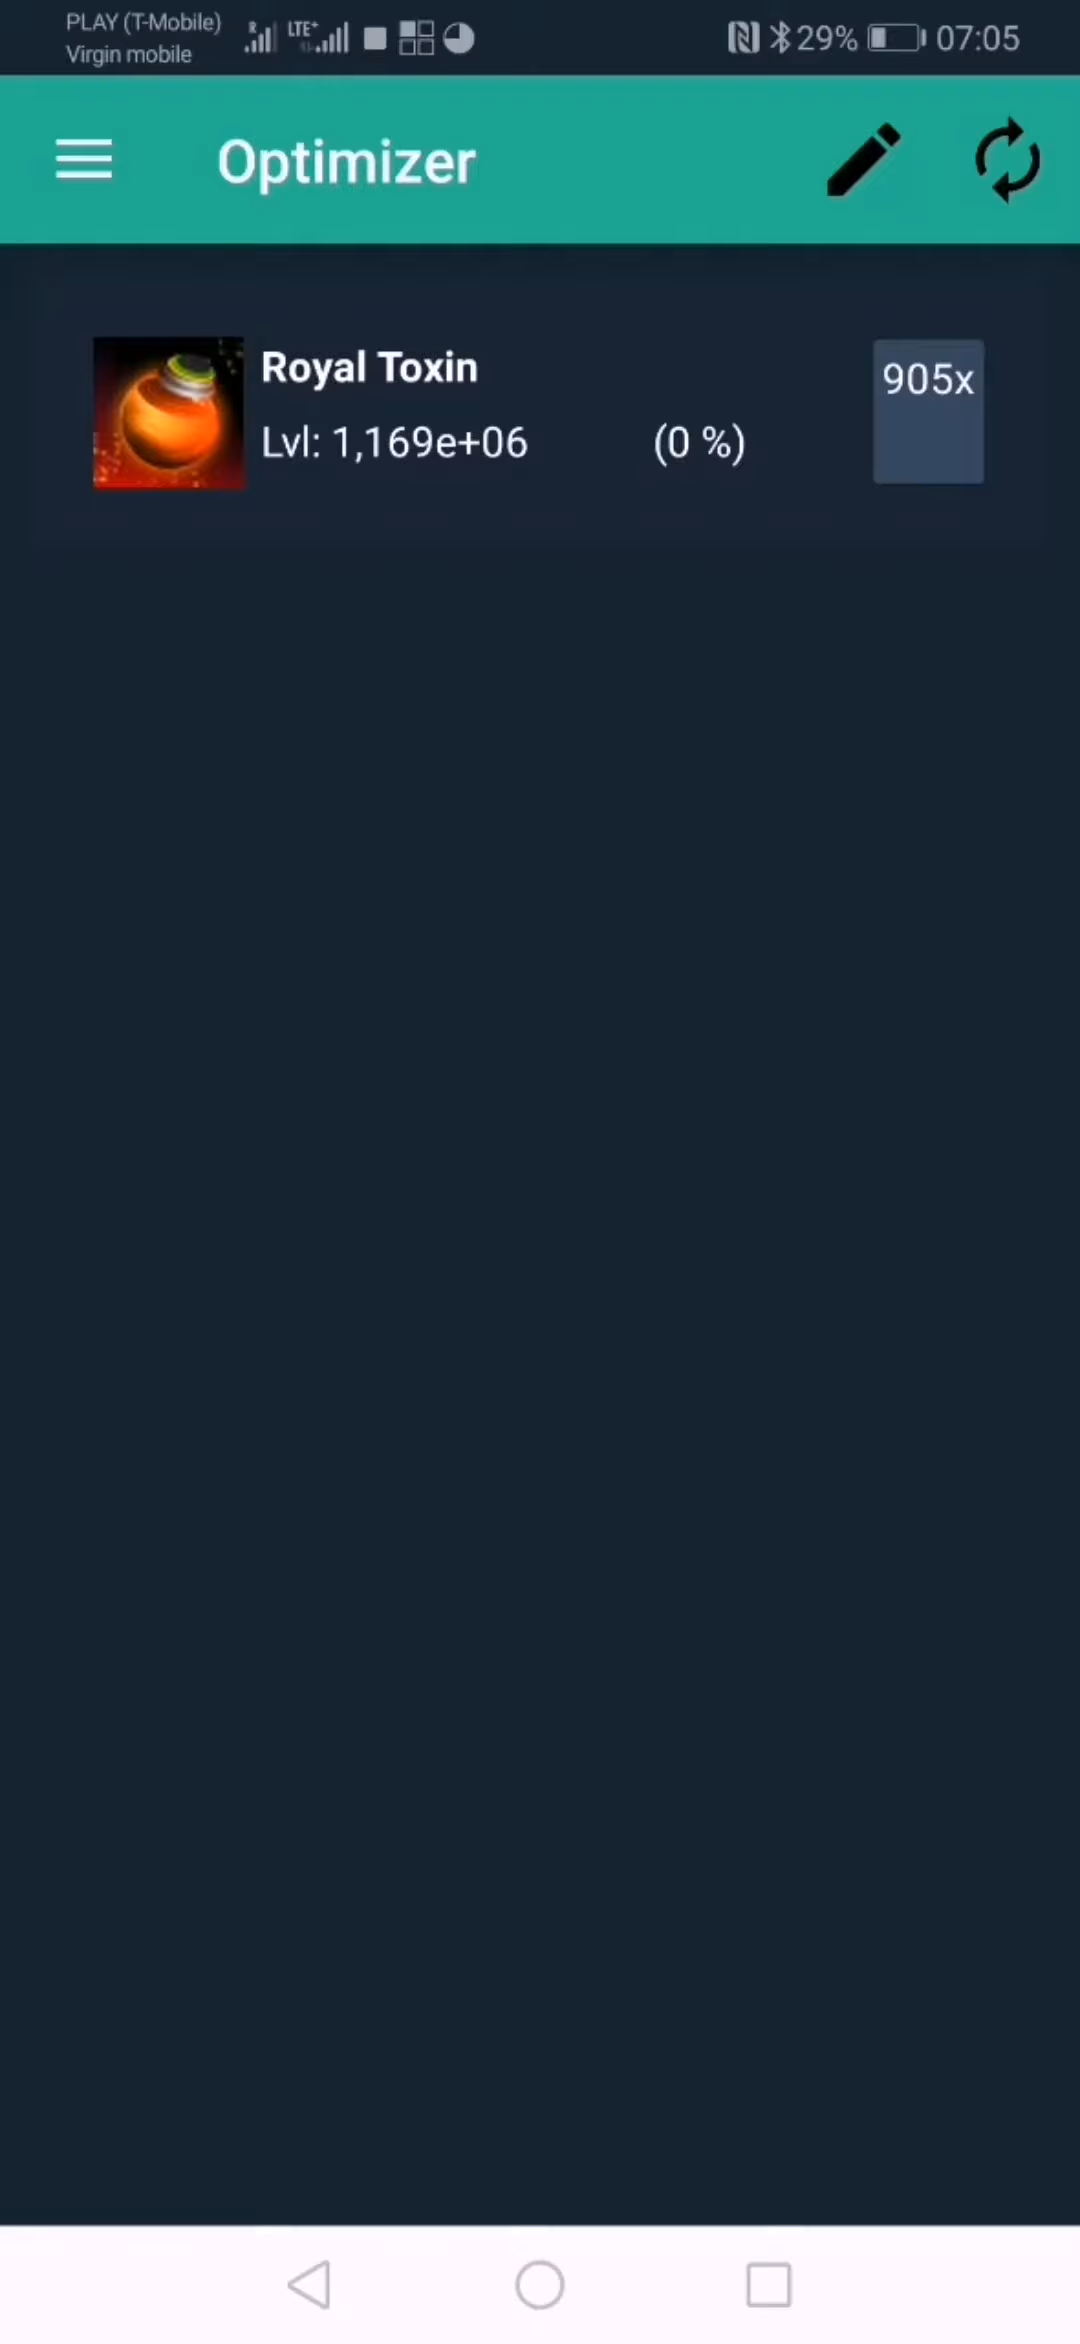 PLAY (T-Mobile)
Virgin mobile
R
LTE+
29%
07:05
Optimizer
Royal Toxin
Lvl: 1,169e+06
(0 %)
905x